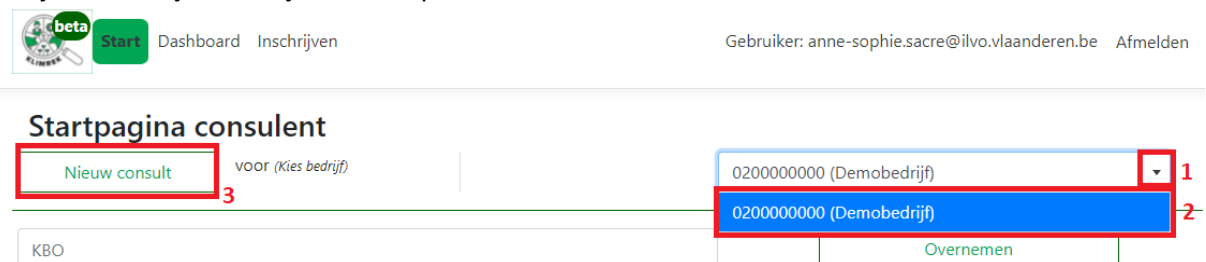 beta
KLIMREK
Start Dashboard Inschrijven Gebruiker: anne-sophie.sacre@ilvo.vlaanderen.be Afmelden
Startpagina consulent
Nieuw consult voor (Kies bedrijf) 0200000000 (Demobedrijf) 1
3
0200000000 (Demobedrijf) 2
KBO Overnemen